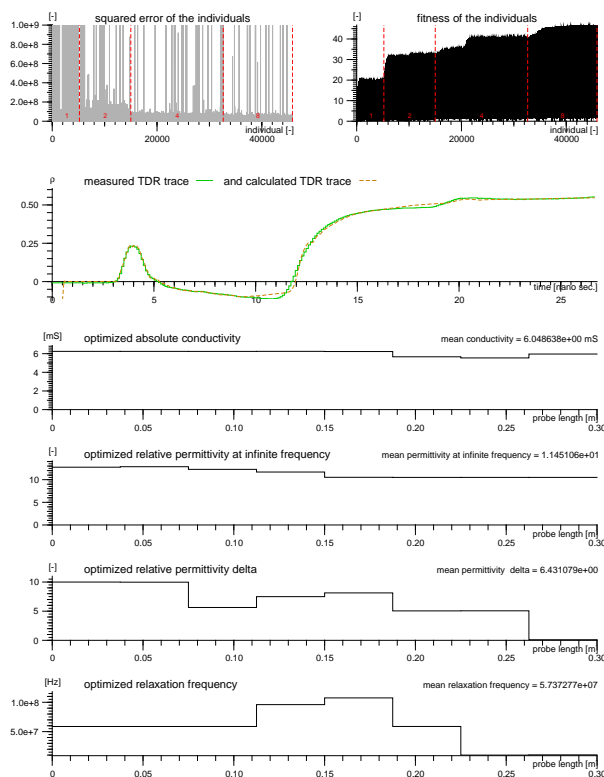 [-] squared error of the individuals
1.0e+9
8.0e+8
6.0e+8
4.0e+8
2.0e+8
0.0
1 2 4 8
0 20000 40000
individual [-]
[-] fitness of the individuals
40
30
20
10
0
1 2 4
0 20000 40000
individual [-]
ρ measured TDR trace and calculated TDR trace
0.50
0.25
0
0 5 10 15 20 25
time [nano sec.]
[mS] optimized absolute conductivity mean conductivity = 6.048638e+00 mS
6
4
2
0
probe length [m]
0 0.05 0.10 0.15 0.20 0.25 0.30
[-] optimized relative permittivity at infinite frequency mean permittivity at infinite frequency = 1.145106e+01
10
0
probe length [m]
0 0.05 0.10 0.15 0.20 0.25 0.30
[-] optimized relative permittivity delta mean permittivity delta = 6.431079e+00
10
5
0
probe length [m]
0 0.05 0.10 0.15 0.20 0.25 0.30
[Hz] optimized relaxation frequency mean relaxation frequency = 5.737277e+07
1.0e+8
5.0e+7
probe length [m]
0 0.05 0.10 0.15 0.20 0.25 0.30